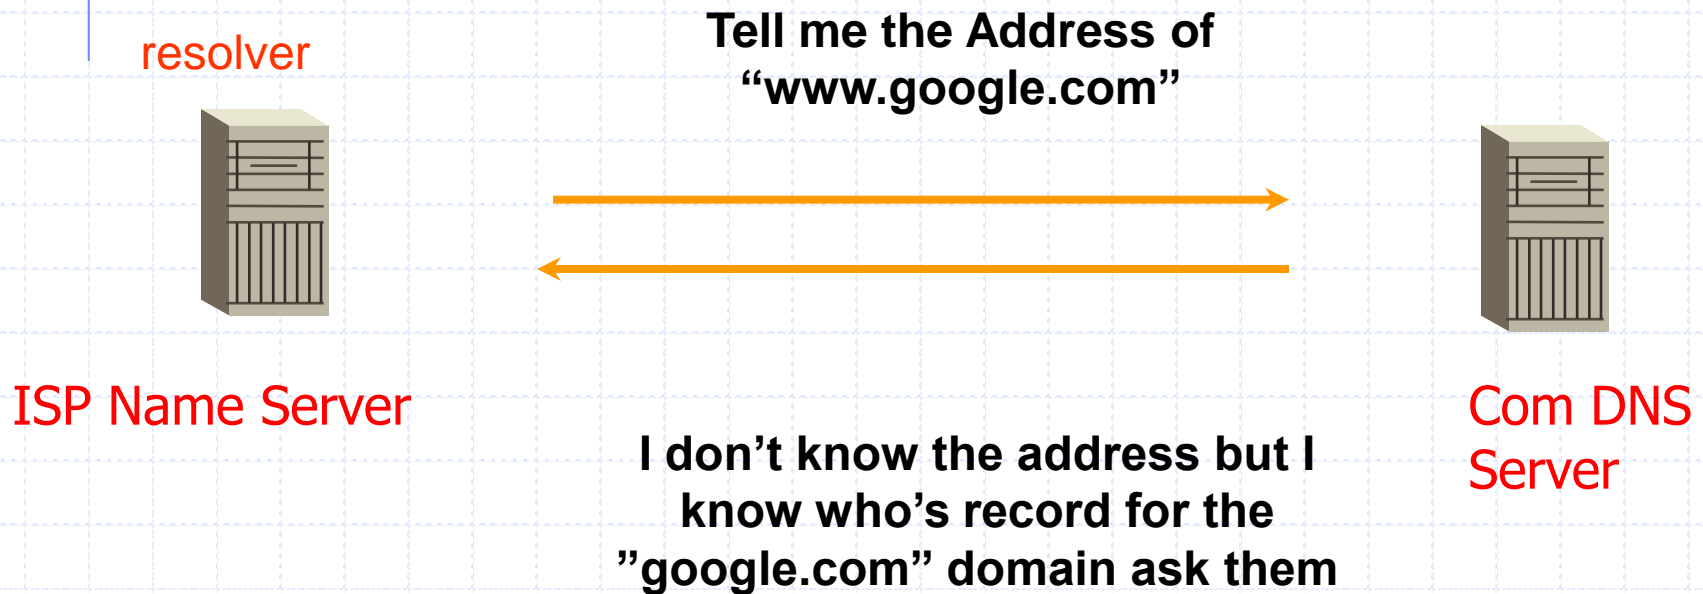 resolver
Tell me the Address of
“www.google.com”
ISP Name Server
Com DNS
Server
I don’t know the address but I
know who’s record for the
”google.com” domain ask them